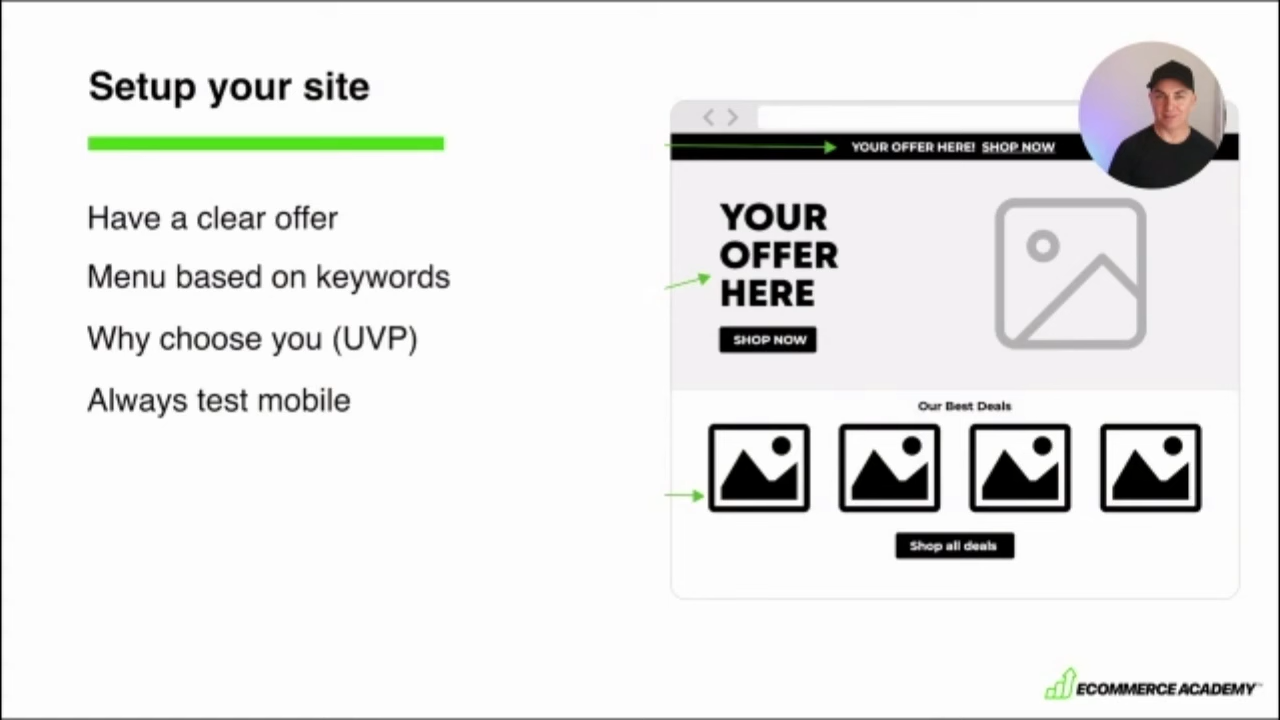 Setup your site
Have a clear offer
Menu based on keywords
Why choose you (UVP)
Always test mobile
YOUR OFFER HERE! SHOP NOW
YOUR
OFFER
HERE
SHOP NOW
Our Best Deals
Shop all deals
ECOMMERCE ACADEMY™